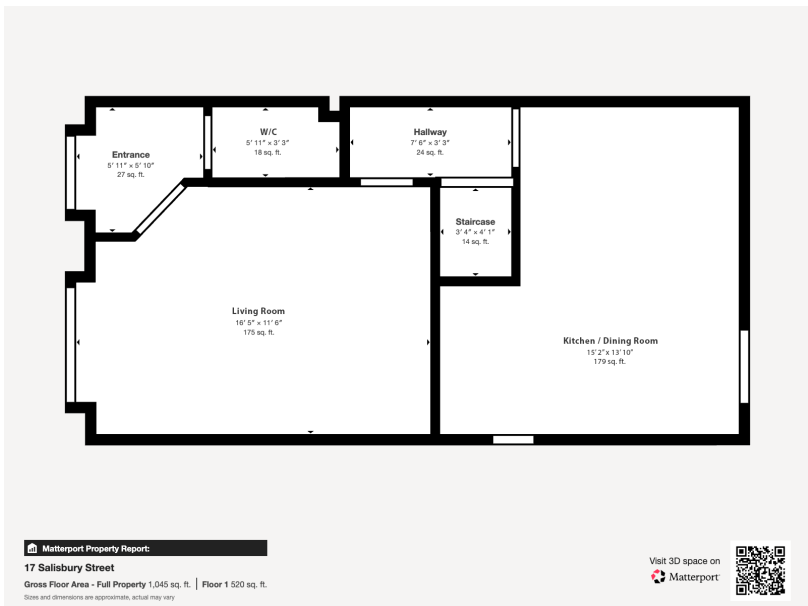 Entrance
5' 11" × 5' 10"
27 sq. ft.
W/C
5' 11" × 3' 3"
18 sq. ft.
Hallway
7' 6" × 3' 3"
24 sq. ft.
Staircase
3' 4" × 4' 1"
14 sq. ft.
Living Room
16' 5" × 11' 6"
175 sq. ft.
Kitchen / Dining Room
15' 2" x 13' 10"
179 sq. ft.
Matterport Property Report:
17 Salisbury Street
Gross Floor Area - Full Property 1,045 sq. ft. | Floor 1 520 sq. ft.
Sizes and dimensions are approximate, actual may vary
Visit 3D space on
Matterport